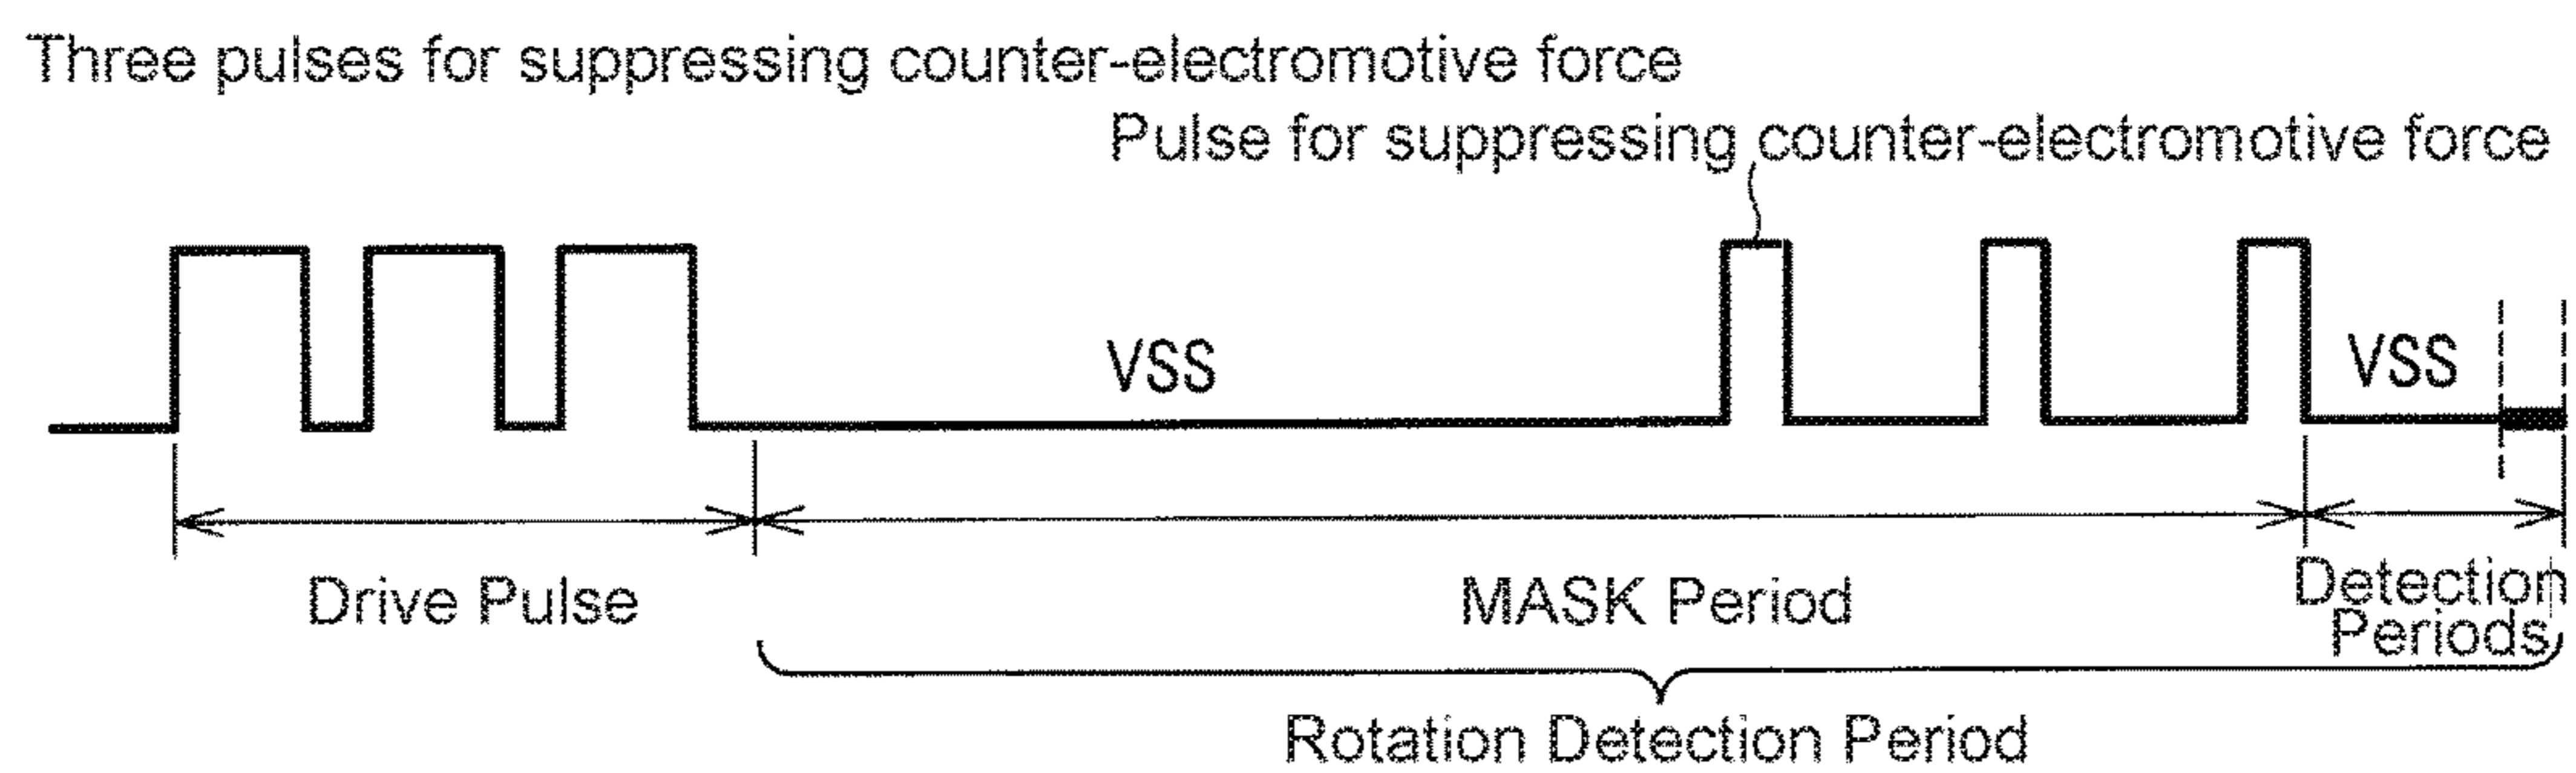 Three pulses for suppressing counter-electromotive force
Pulse for suppressing counter-electromotive force
VSS
VSS
Drive Pulse
MASK Period
Detection
Periods
Rotation Detection Period